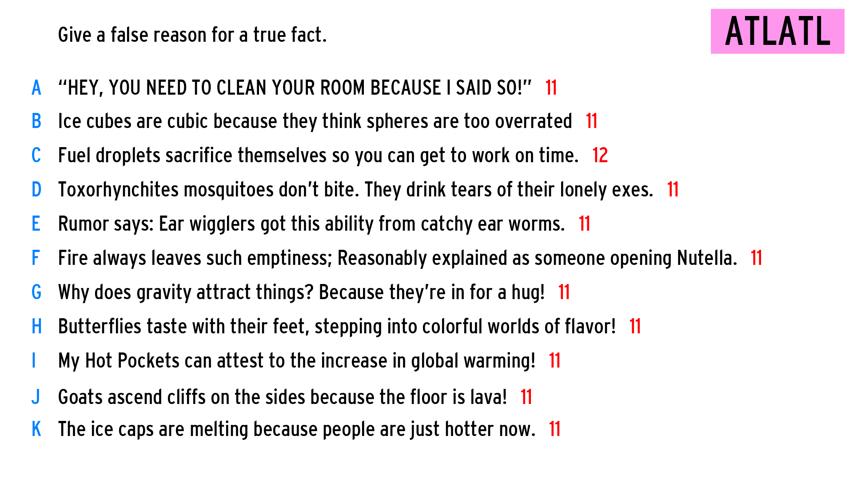 Give a false reason for a true fact.
ATLATL
A “HEY, YOU NEED TO CLEAN YOUR ROOM BECAUSE I SAID SO!” 11
B Ice cubes are cubic because they think spheres are too overrated 11
C Fuel droplets sacrifice themselves so you can get to work on time. 12
D Toxorhynchites mosquitoes don’t bite. They drink tears of their lonely exes. 11
E Rumor says: Ear wigglers got this ability from catchy ear worms. 11
F Fire always leaves such emptiness; Reasonably explained as someone opening Nutella. 11
G Why does gravity attract things? Because they’re in for a hug! 11
H Butterflies taste with their feet, stepping into colorful worlds of flavor! 11
I My Hot Pockets can attest to the increase in global warming! 11
J Goats ascend cliffs on the sides because the floor is lava! 11
K The ice caps are melting because people are just hotter now. 11